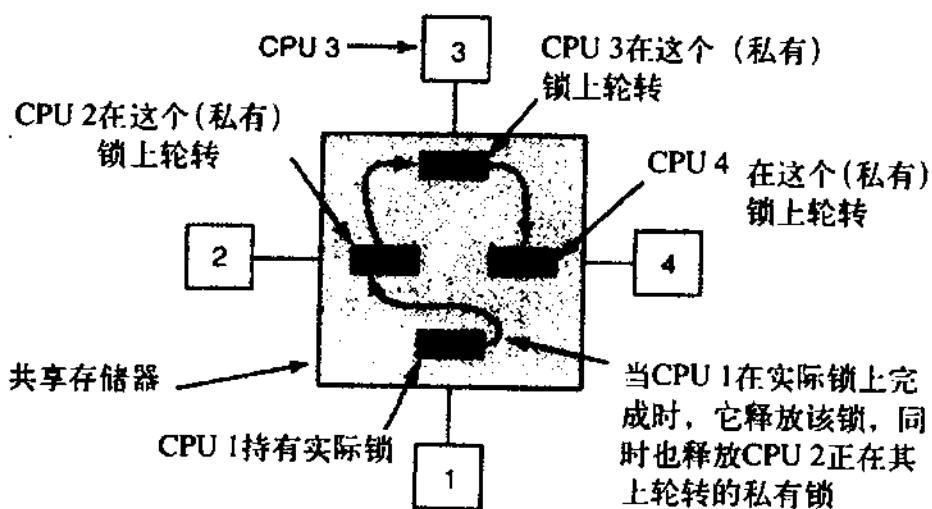 CPU 3
3
CPU 3在这个（私有）
锁上轮转
CPU 2在这个(私有)
锁上轮转
CPU 4 在这个(私有)
锁上轮转
2
4
共享存储器
CPU 1持有实际锁
1
当CPU 1在实际锁上完
成时，它释放该锁，同
时也释放CPU 2正在其
上轮转的私有锁